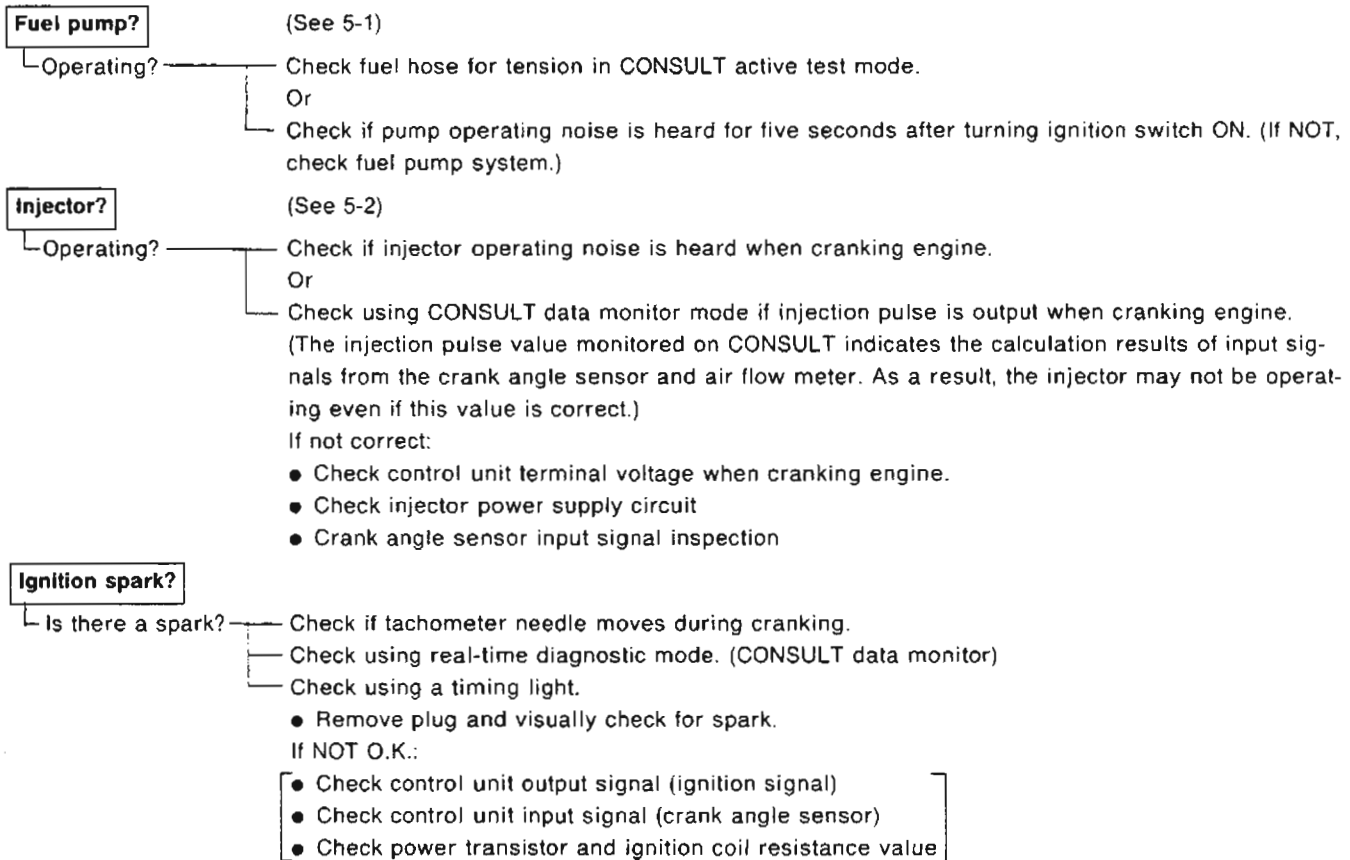 Fuel pump? (See 5-1)
Operating? Check fuel hose for tension in CONSULT active test mode.
Or
Check if pump operating noise is heard for five seconds after turning ignition switch ON. (If NOT,
check fuel pump system.)
Injector? (See 5-2)
Operating? Check if injector operating noise is heard when cranking engine.
Or
Check using CONSULT data monitor mode if injection pulse is output when cranking engine.
(The injection pulse value monitored on CONSULT indicates the calculation results of input sig-
nals from the crank angle sensor and air flow meter. As a result, the injector may not be operat-
ing even if this value is correct.)
If not correct:
• Check control unit terminal voltage when cranking engine.
• Check injector power supply circuit
• Crank angle sensor input signal inspection
Ignition spark?
Is there a spark? Check if tachometer needle moves during cranking.
Check using real-time diagnostic mode. (CONSULT data monitor)
Check using a timing light.
• Remove plug and visually check for spark.
If NOT O.K.:
• Check control unit output signal (ignition signal)
• Check control unit input signal (crank angle sensor)
• Check power transistor and ignition coil resistance value